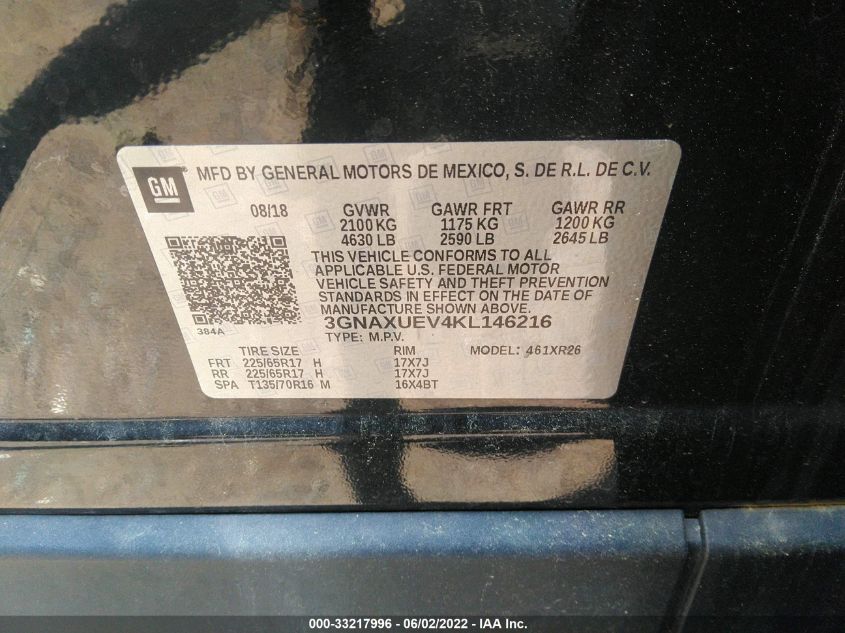 GM
MFD BY GENERAL MOTORS DE MEXICO, S. DE R.L. DE C.V.
08/18 GVWR GAWR FRT GAWR RR
2100 KG 1175 KG 1200 KG
4630 LB 2590 LB 2645 LB
THIS VEHICLE CONFORMS TO ALL
APPLICABLE U.S. FEDERAL MOTOR
VEHICLE SAFETY AND THEFT PREVENTION
STANDARDS IN EFFECT ON THE DATE OF
MANUFACTURE SHOWN ABOVE.
384A 3GNAXUEV4KL146216
TYPE: M.P.V.
TIRE SIZE RIM MODEL: 461XR26
FRT 225/65R17 H 17X7J
RR 225/65R17 H 17X7J
SPA T135/70R16 M 16X4BT
000-33217996 - 06/02/2022 - IAA Inc.